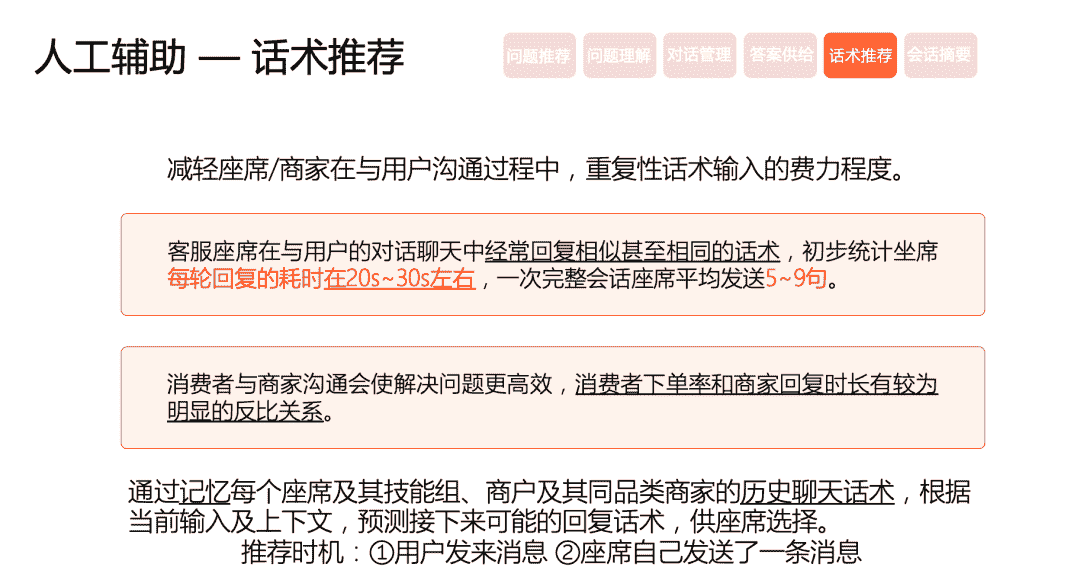 人工辅助 — 话术推荐
问题推荐 问题理解 对话管理 答案供给 话术推荐 会话摘要
减轻座席/商家在与用户沟通过程中，重复性话术输入的费力程度。
客服座席在与用户的对话聊天中经常回复相似甚至相同的话术，初步统计坐席
每轮回复的耗时在20s~30s左右，一次完整会话座席平均发送5~9句。
消费者与商家沟通会使解决问题更高效，消费者下单率和商家回复时长有较为
明显的反比关系。
通过记忆每个座席及其技能组、商户及其同品类商家的历史聊天话术，根据
当前输入及上下文，预测接下来可能的回复话术，供座席选择。
推荐时机：①用户发来消息 ②座席自己发送了一条消息